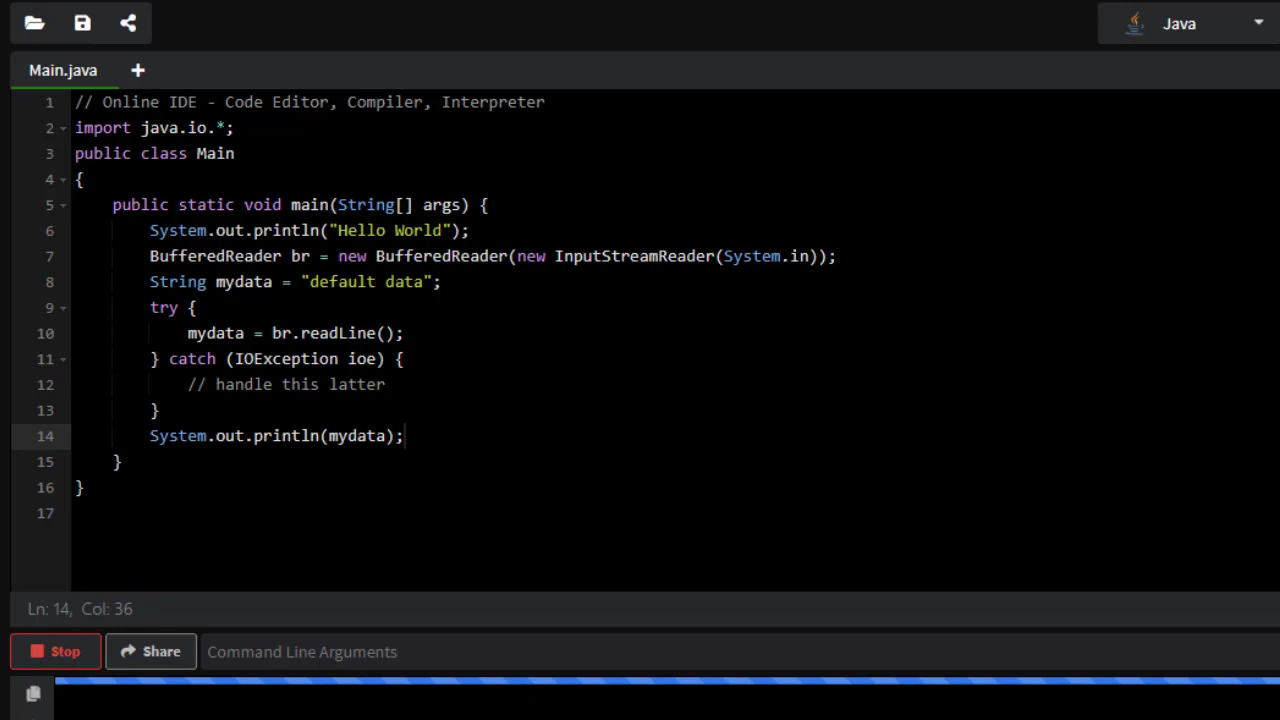 Java
Main.java +
1 // Online IDE - Code Editor, Compiler, Interpreter
2 import java.io.*;
3 public class Main
4 {
5 public static void main(String[] args) {
6 System.out.println("Hello World");
7 BufferedReader br = new BufferedReader(new InputStreamReader(System.in));
8 String mydata = "default data";
9 try {
10 mydata = br.readLine();
11 } catch (IOException ioe) {
12 // handle this latter
13 }
14 System.out.println(mydata);
15 }
16 }
17
Ln: 14, Col: 36
Stop Share Command Line Arguments